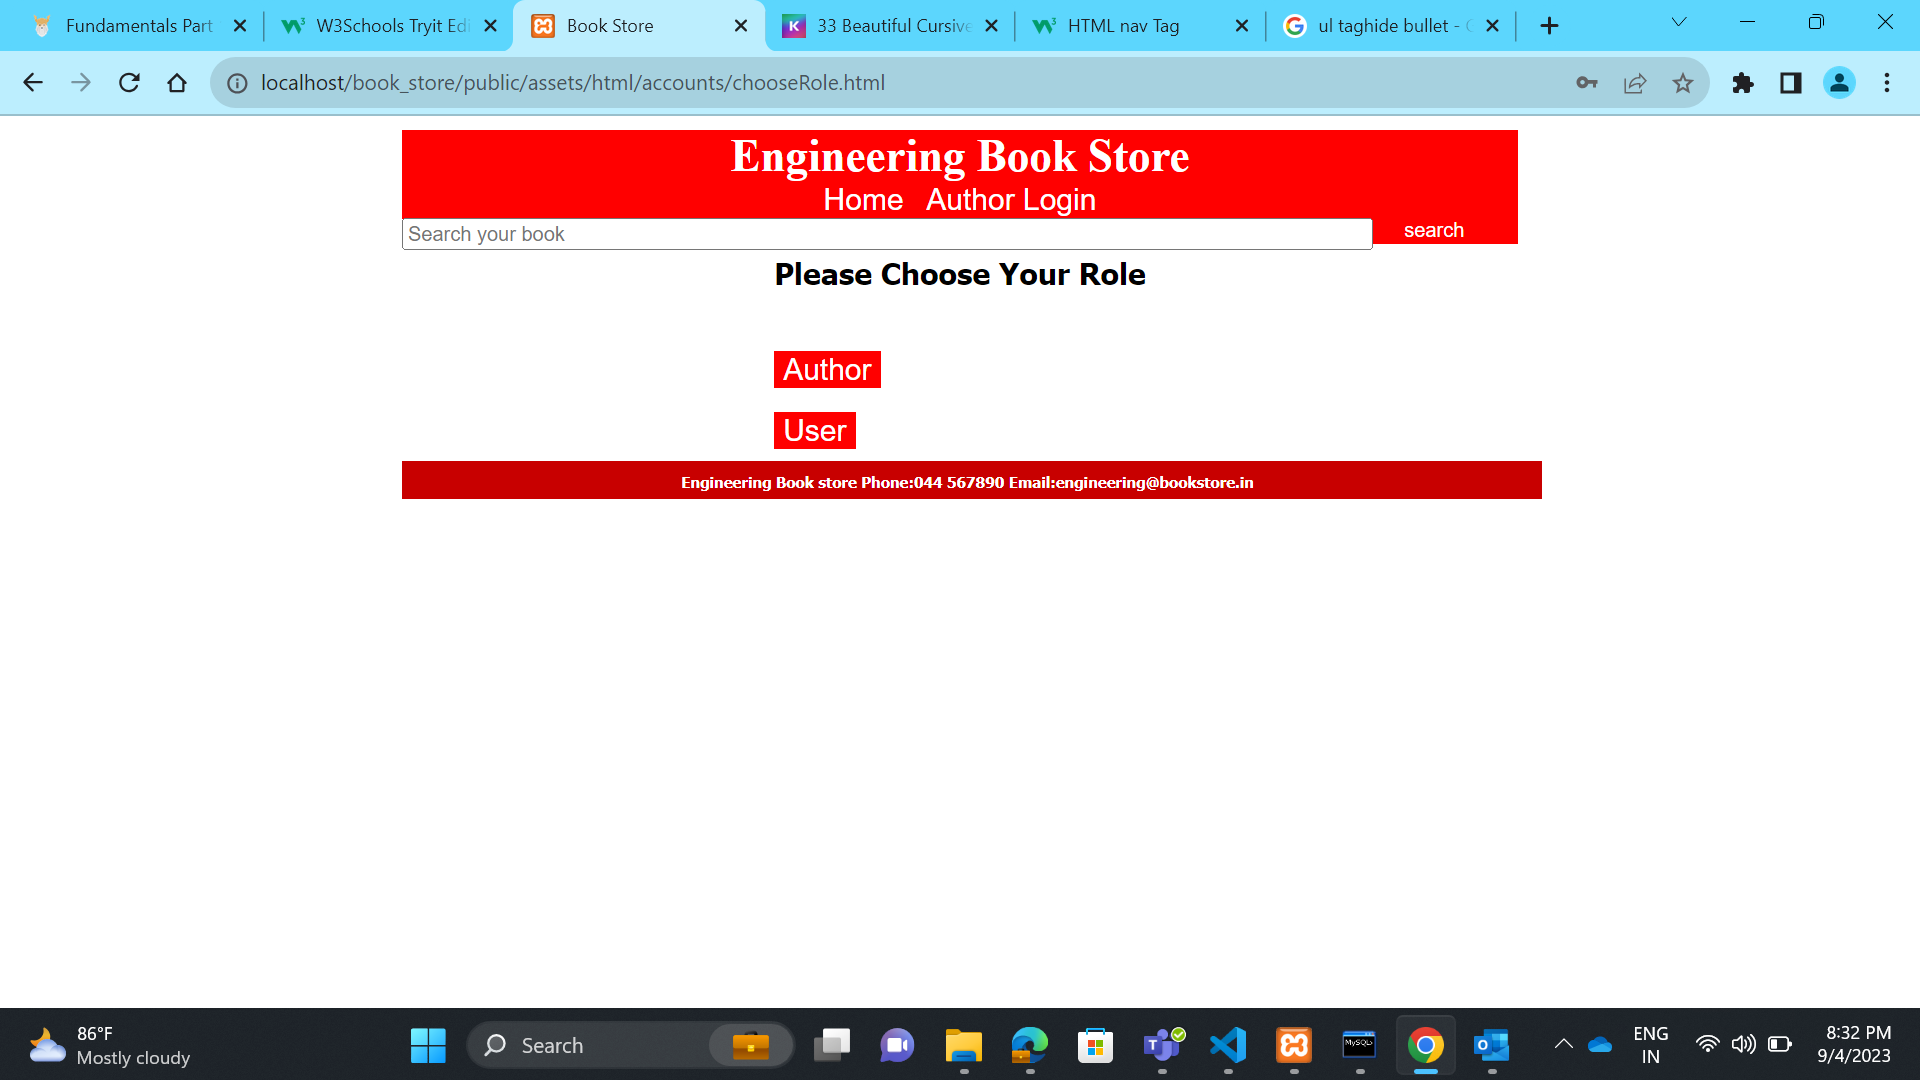 Fundamentals Part
W3Schools Tryit Edi
Book Store
33 Beautiful Cursive
HTML nav Tag
ul taghide bullet -
localhost/book_store/public/assets/html/accounts/chooseRole.html
Engineering Book Store
Home Author Login
Search your book
search
Please Choose Your Role
Author
User
Engineering Book store Phone:044 567890 Email:engineering@bookstore.in
86°F
Mostly cloudy
Search
MySQL>
ENG
IN
8:32 PM
9/4/2023